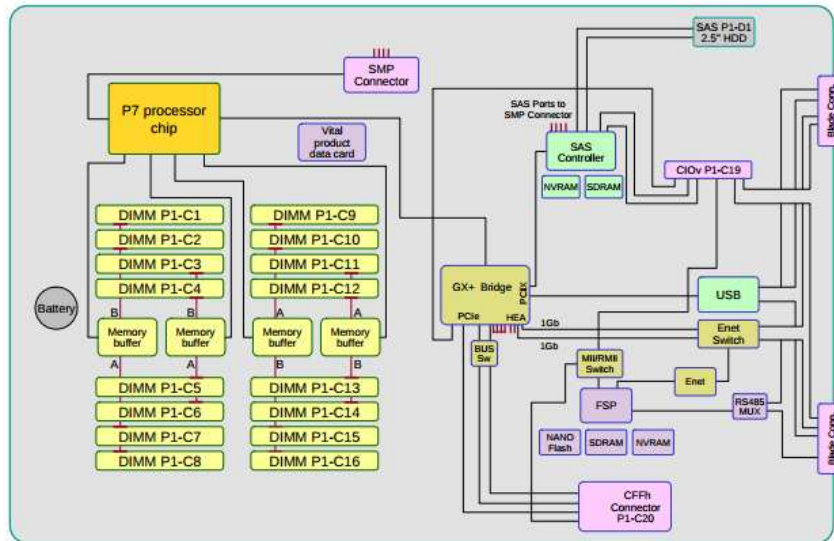 SAS P1-D1
2.5" HDD
SMP
Connector
P7 processor
chip
Vital
product
data card
SAS Ports to
SMP Connector
SAS
Controller
NVRAM
SDRAM
CIOv P1-C19
Blade Conn.
DIMM P1-C1
DIMM P1-C2
DIMM P1-C3
DIMM P1-C4
DIMM P1-C9
DIMM P1-C10
DIMM P1-C11
DIMM P1-C12
Battery
B
B
A
A
Memory
buffer
Memory
buffer
Memory
buffer
Memory
buffer
A
A
B
B
DIMM P1-C5
DIMM P1-C6
DIMM P1-C7
DIMM P1-C8
DIMM P1-C13
DIMM P1-C14
DIMM P1-C15
DIMM P1-C16
GX+ Bridge
PCIx
PCIe
HEA
USB
1Gb
1Gb
Enet
Switch
BUS
Sw
MII/RMII
Switch
Enet
FSP
RS485
MUX
NANO
Flash
SDRAM
NVRAM
Blade Conn.
CFFh
Connector
P1-C20